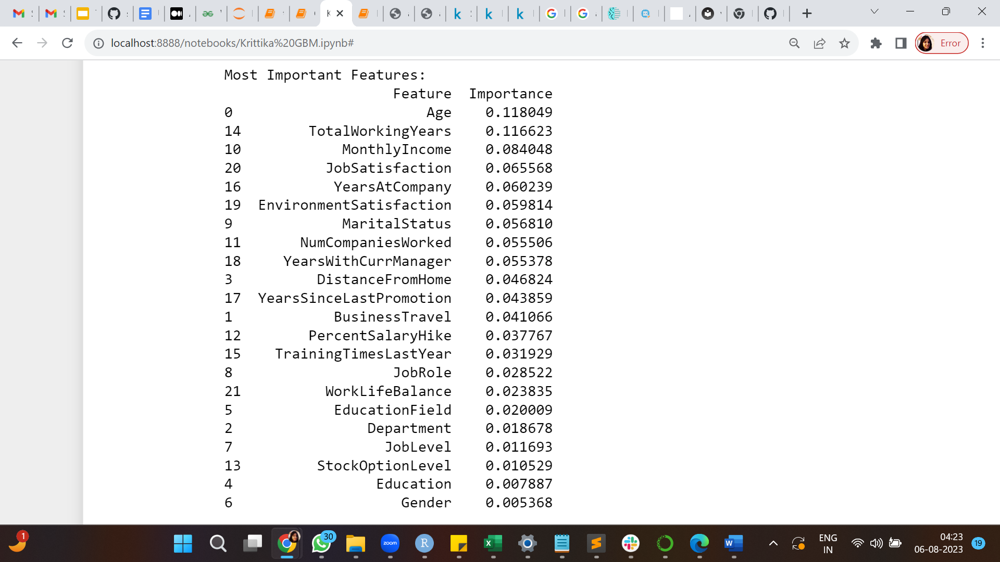 localhost:8888/notebooks/Krittika%20GBM.ipynb#
Error
Most Important Features:
Feature Importance
0 Age 0.118049
14 TotalWorkingYears 0.116623
10 MonthlyIncome 0.084048
20 JobSatisfaction 0.065568
16 YearsAtCompany 0.060239
19 EnvironmentSatisfaction 0.059814
9 MaritalStatus 0.056810
11 NumCompaniesWorked 0.055506
18 YearsWithCurrManager 0.055378
3 DistanceFromHome 0.046824
17 YearsSinceLastPromotion 0.043859
1 BusinessTravel 0.041066
12 PercentSalaryHike 0.037767
15 TrainingTimesLastYear 0.031929
8 JobRole 0.028522
21 WorkLifeBalance 0.023835
5 EducationField 0.020009
2 Department 0.018678
7 JobLevel 0.011693
13 StockOptionLevel 0.010529
4 Education 0.007887
6 Gender 0.005368
1
30
zoom
ENG
IN
04:23
06-08-2023
19